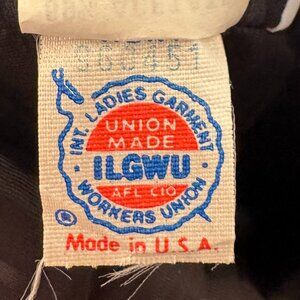 INT. LADIES GARMENT
UNION
MADE
ILGWU
AFL CIO
WORKERS UNION
®
Made in U.S.A.